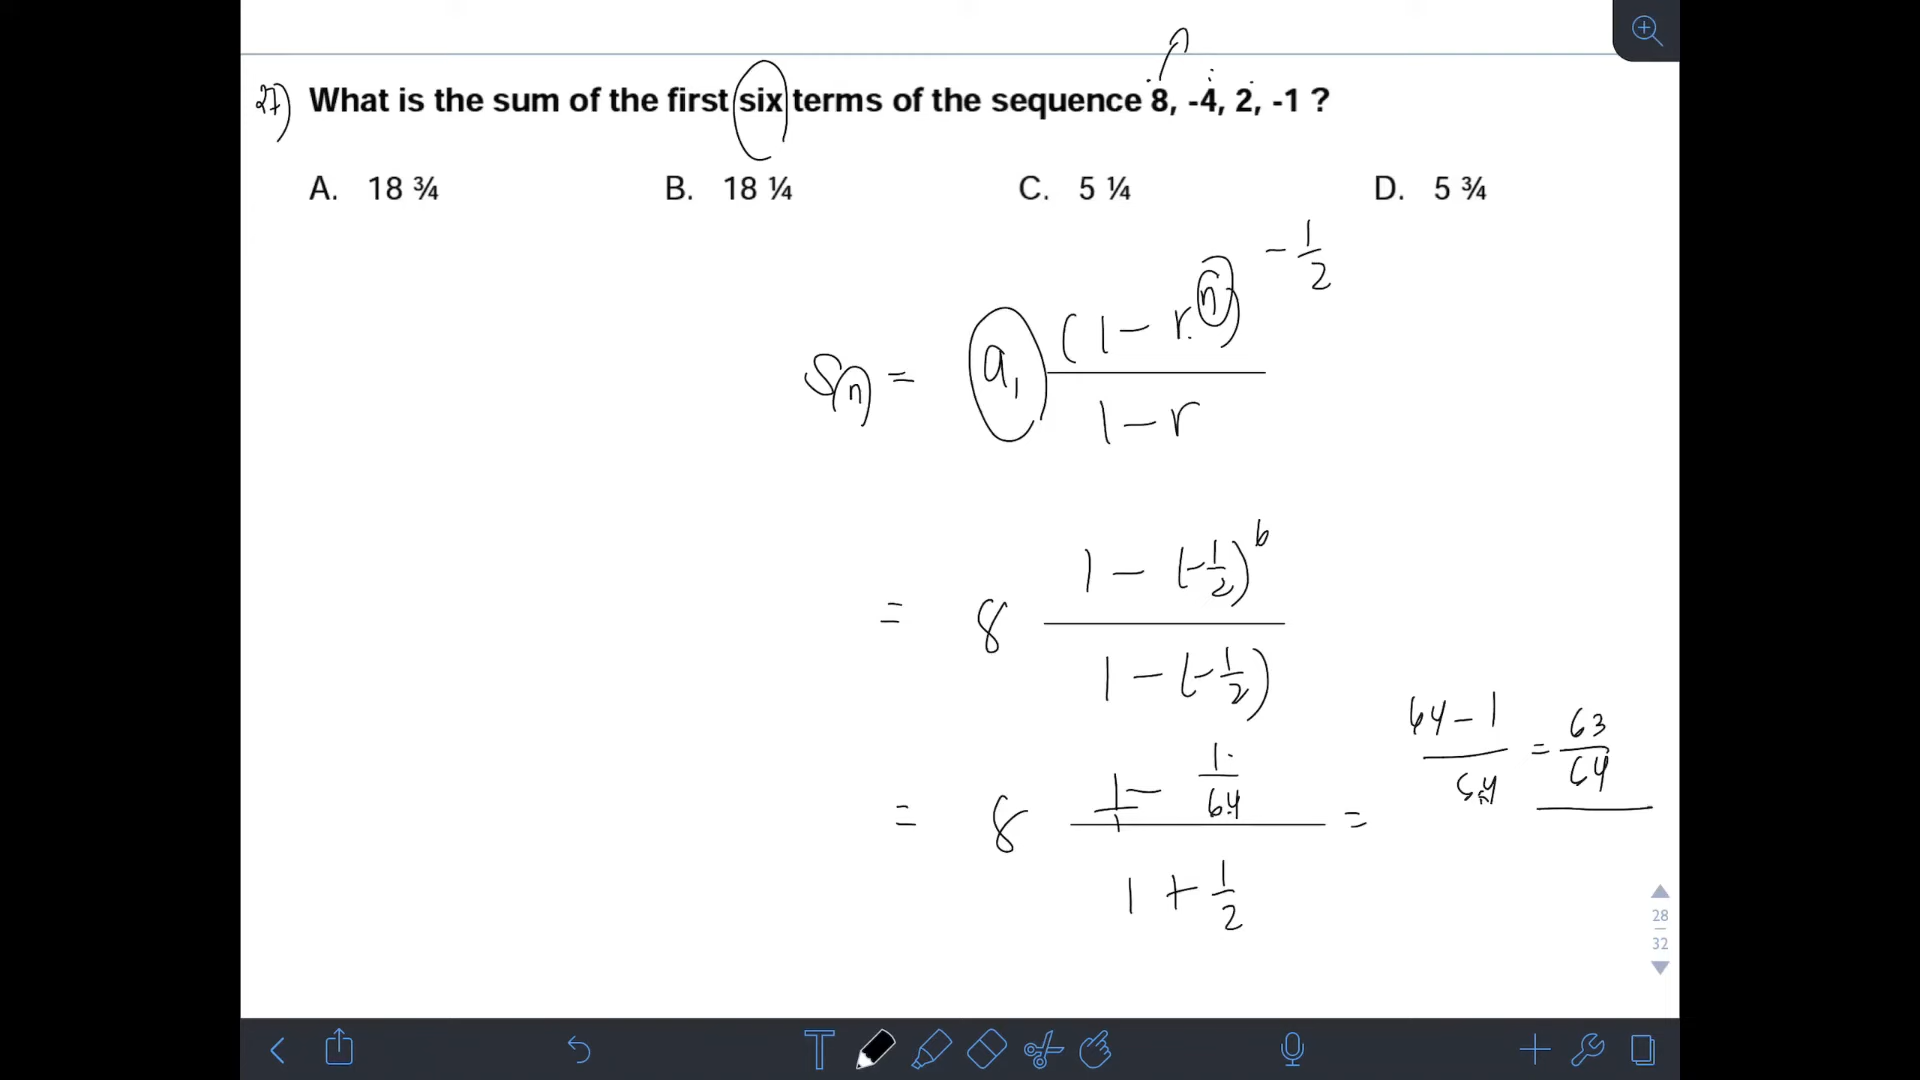 27) What is the sum of the first six terms of the sequence 8, -4, 2, -1 ?
A. 18 ¾ B. 18 ¼ C. 5 ¼ D. 5 ¾
-1/2
Sn = a₁ (1 - rⁿ) / 1 - r
= 8 1 - (-1/2)⁶ / 1 - (-1/2)
= 8 1/1 - 1/64 / 1 + 1/2 = 64 - 1 / 64 = 63/64
28
32
T